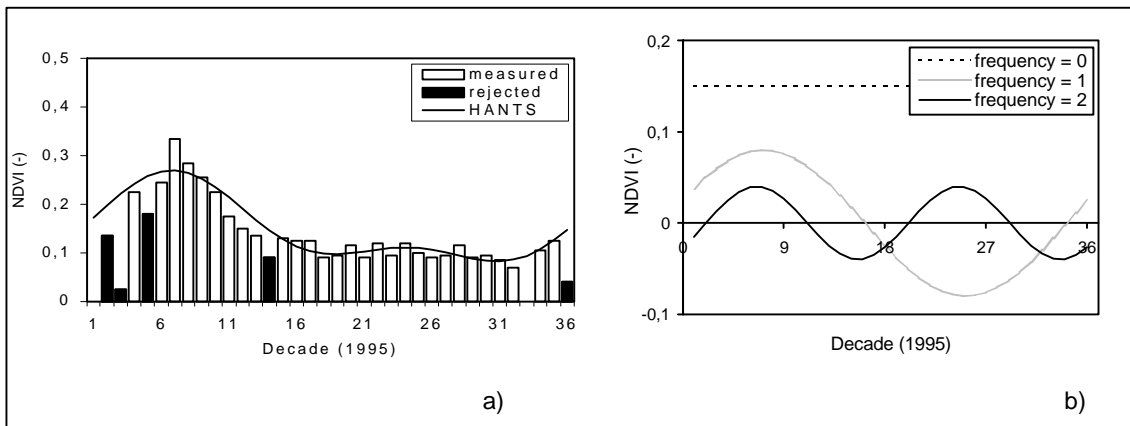 0,5
0,4
0,3
0,2
0,1
0
NDVI (-)
measured
rejected
HANTS
1 6 11 16 21 26 31 36
Decade (1995)
a)
0,2
0,1
0
-0,1
NDVI (-)
frequency = 0
frequency = 1
frequency = 2
0 9 18 27 36
Decade (1995)
b)